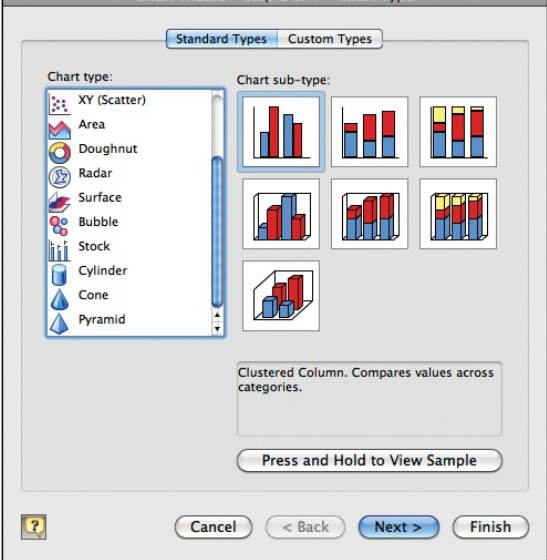 Standard Types Custom Types
Chart type:
XY (Scatter)
Area
Doughnut
Radar
Surface
Bubble
Stock
Cylinder
Cone
Pyramid
Chart sub-type:
Clustered Column. Compares values across
categories.
Press and Hold to View Sample
?
Cancel
< Back
Next >
Finish